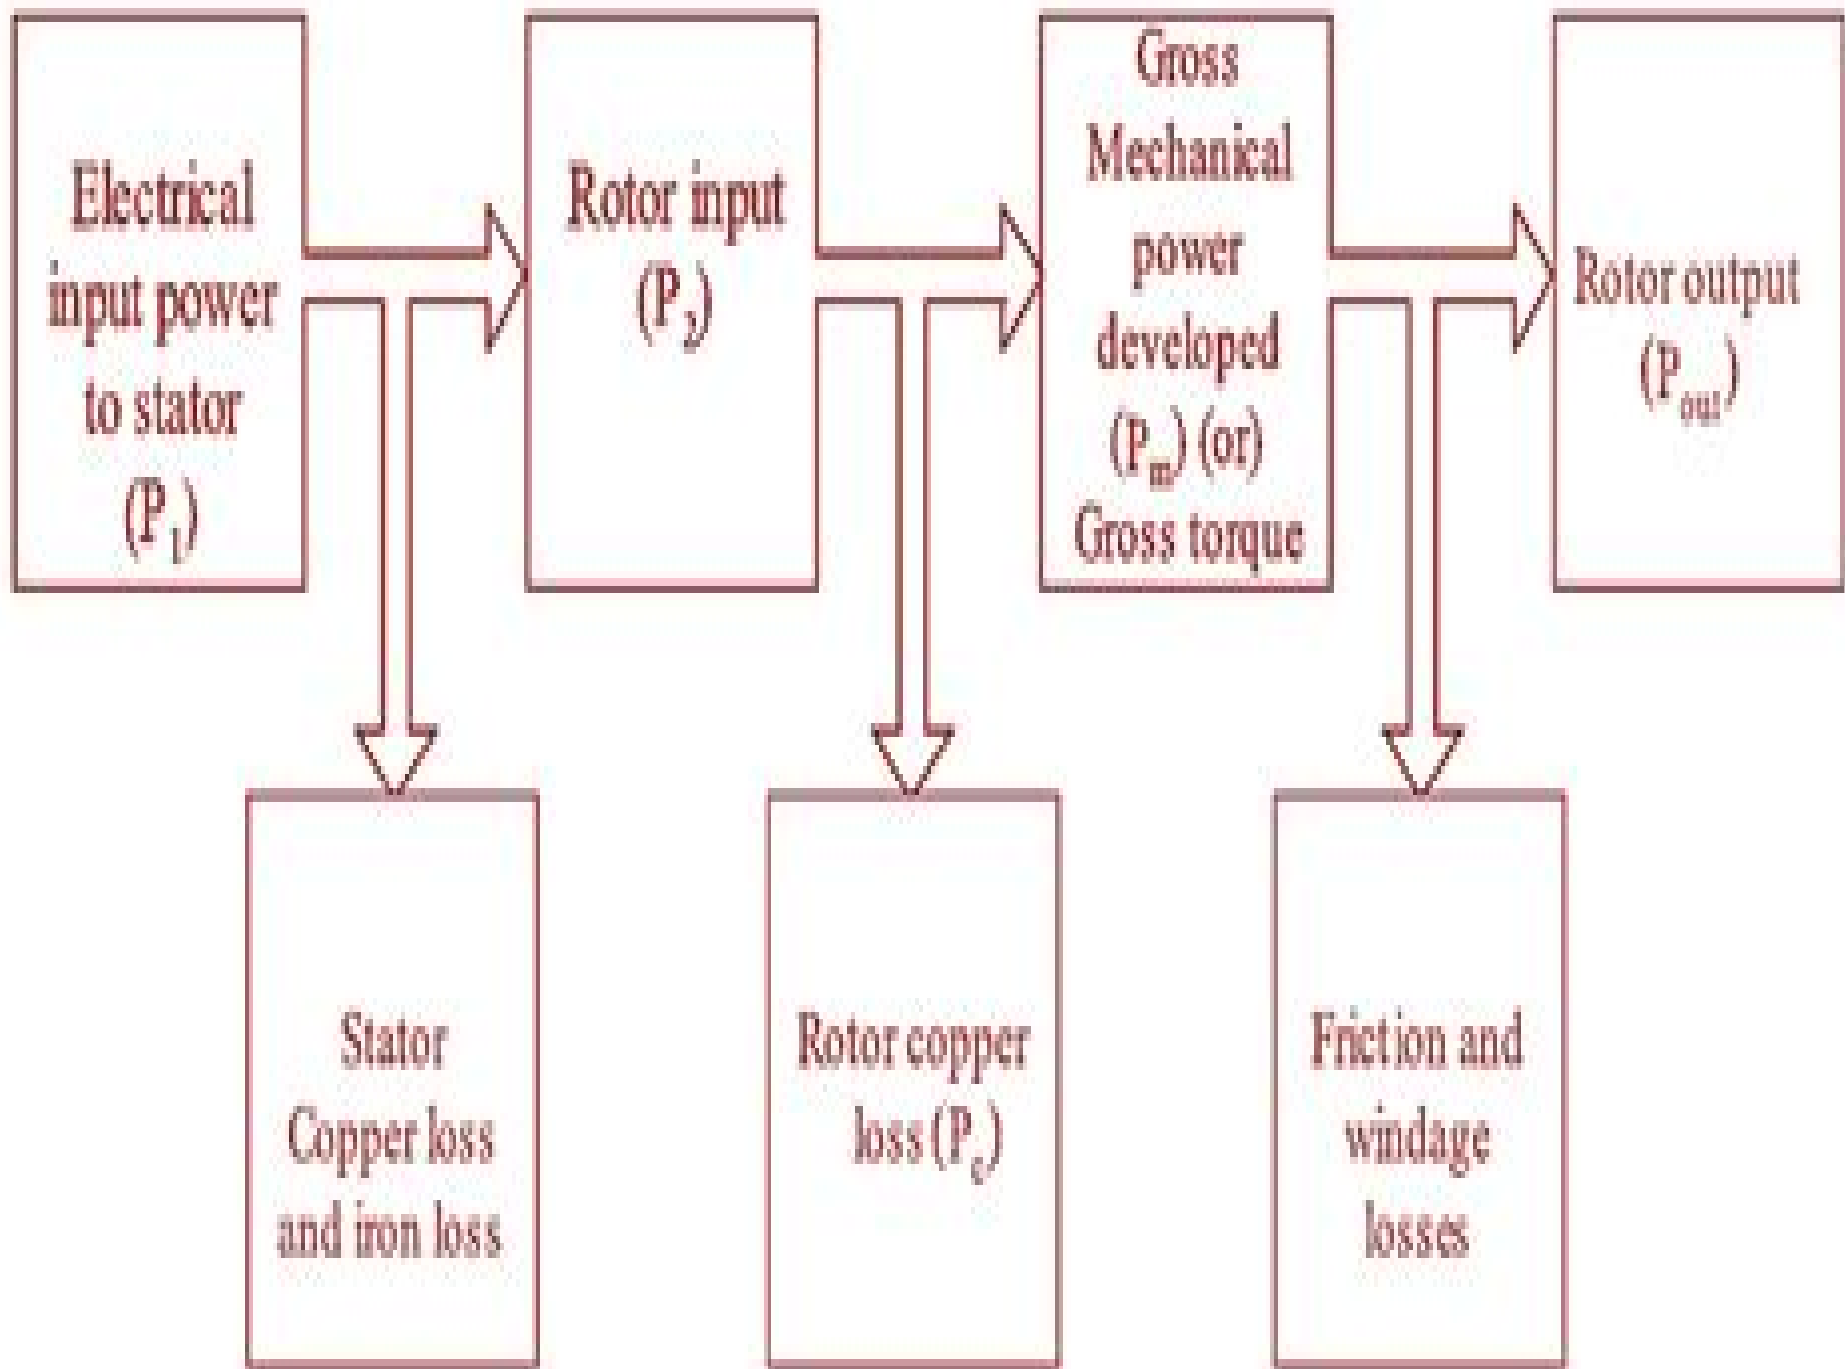 Electrical
input power
to stator
(P₁)
Rotor input
(P₂)
Gross
Mechanical
power
developed
(Pₘ) (or)
Gross torque
Rotor output
(Pout)
Stator
Copper loss
and iron loss
Rotor copper
loss (Pc)
Friction and
windage
losses